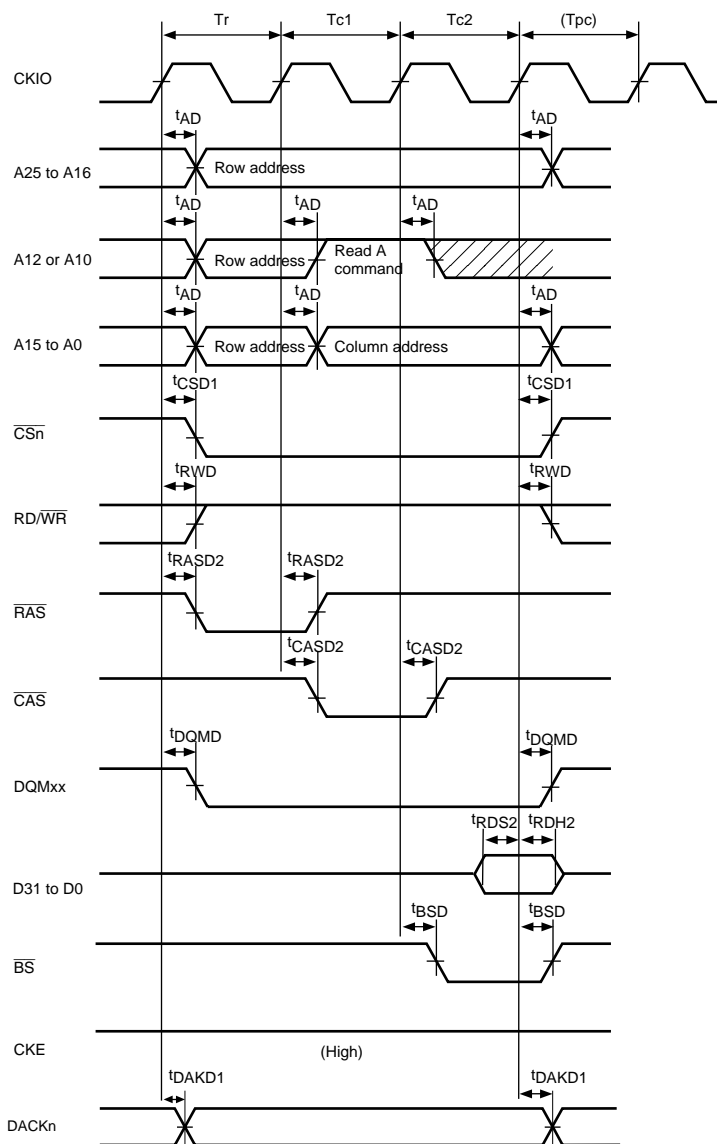 Tr Tc1 Tc2 (Tpc)
CKIO
tAD tAD
A25 to A16 Row address
tAD tAD tAD
A12 or A10 Row address Read A command
tAD tAD tAD
A15 to A0 Row address Column address
tCSD1 tCSD1
CSn
tRWD tRWD
RD/WR
tRASD2 tRASD2
RAS
tCASD2 tCASD2
CAS
tDQMD tDQMD
DQMxx
tRDS2 tRDH2
D31 to D0
tBSD tBSD
BS
CKE (High)
tDAKD1 tDAKD1
DACKn